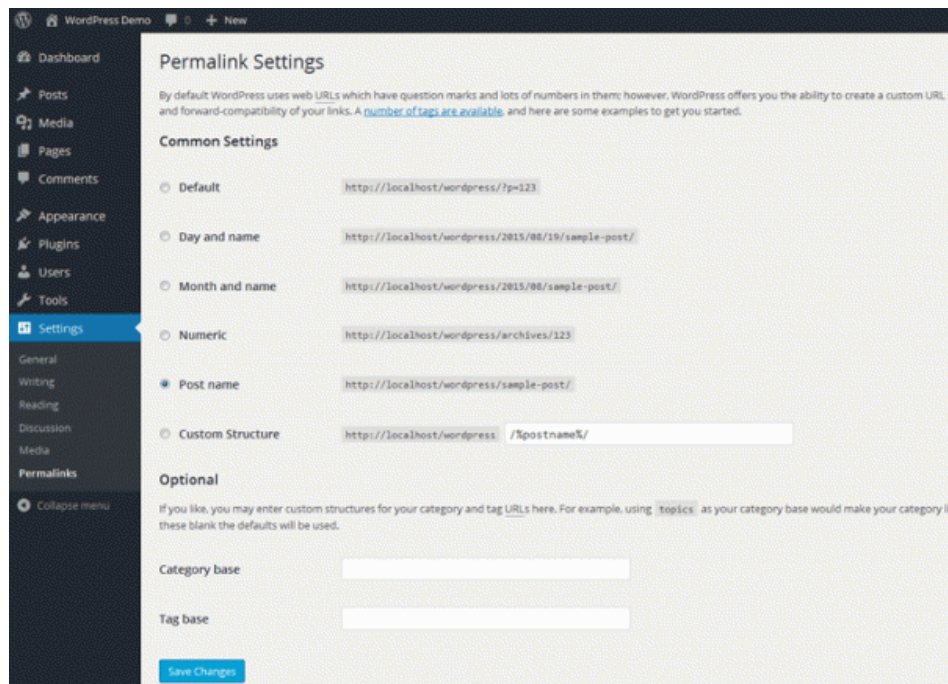 WordPress Demo 0 + New
Dashboard
Posts
Media
Pages
Comments
Appearance
Plugins
Users
Tools
Settings
General
Writing
Reading
Discussion
Media
Permalinks
Collapse menu
Permalink Settings
By default WordPress uses web URLs which have question marks and lots of numbers in them; however, WordPress offers you the ability to create a custom URL
and forward-compatibility of your links. A number of tags are available, and here are some examples to get you started.
Common Settings
Default http://localhost/wordpress/?p=123
Day and name http://localhost/wordpress/2015/08/19/sample-post/
Month and name http://localhost/wordpress/2015/08/sample-post/
Numeric http://localhost/wordpress/archives/123
Post name http://localhost/wordpress/sample-post/
Custom Structure http://localhost/wordpress /%postname%/
Optional
If you like, you may enter custom structures for your category and tag URLs here. For example, using topics as your category base would make your category l
these blank the defaults will be used.
Category base
Tag base
Save Changes